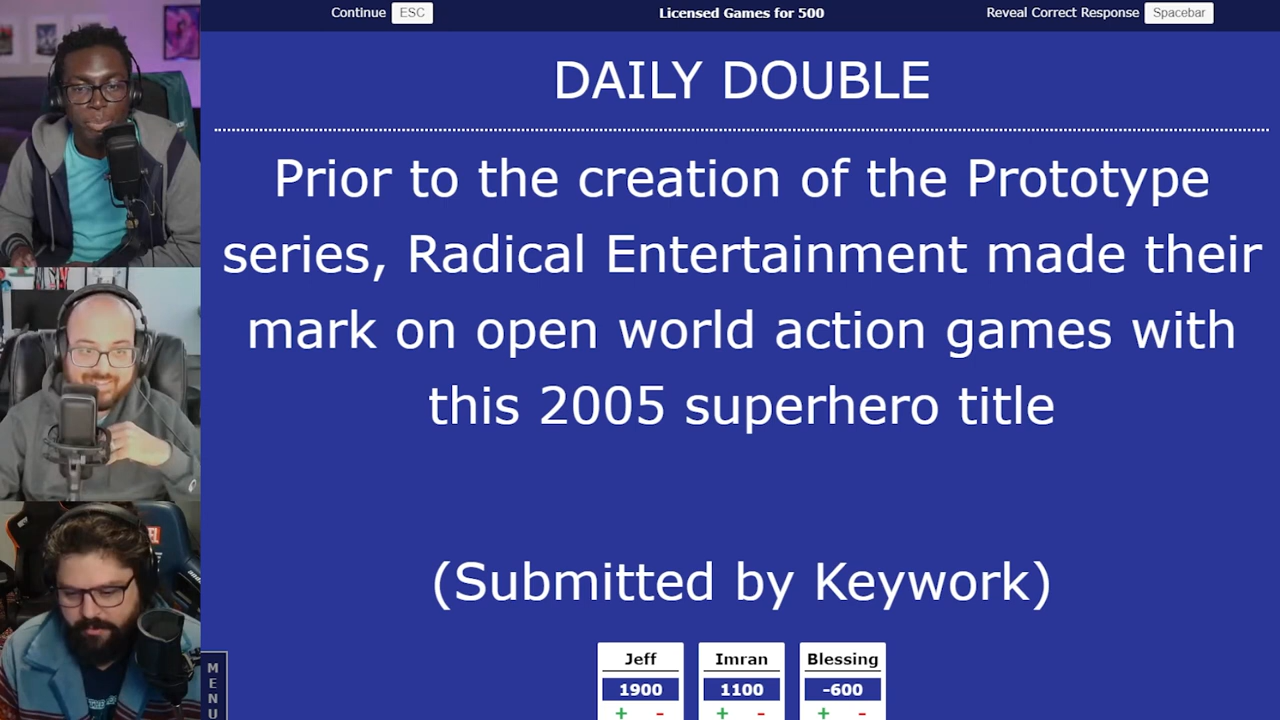 Continue ESC Licensed Games for 500 Reveal Correct Response Spacebar
DAILY DOUBLE
Prior to the creation of the Prototype
series, Radical Entertainment made their
mark on open world action games with
this 2005 superhero title
(Submitted by Keywork)
MENU
Jeff Imran Blessing
1900 1100 -600
+ - + - + -